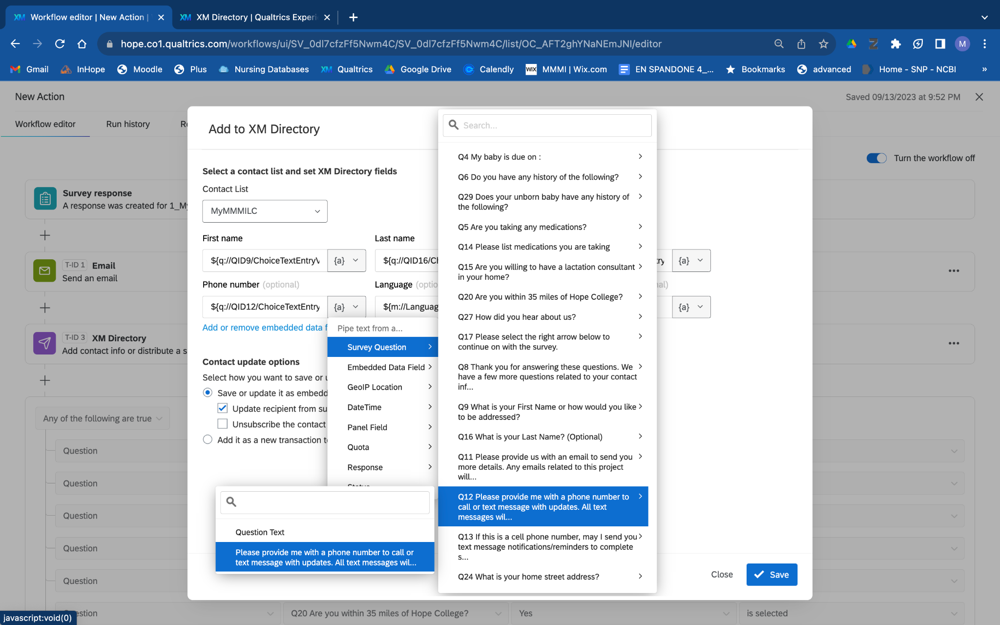 Workflow editor | New Action |
XM Directory | Qualtrics Experi
hope.co1.qualtrics.com/workflows/ui/SV_0dl7cfzFf5Nwm4C/SV_0dl7cfzFf5Nwm4C/list/OC_AFT2ghYNaNEmJNI/editor
M
Gmail
InHope
Moodle
Plus
Nursing Databases
Qualtrics
Google Drive
Calendly
WIX MMMI | Wix.com
EN SPANDONE 4_...
Bookmarks
advanced
Home - SNP - NCBI
»
New Action
Saved 09/13/2023 at 9:52 PM
Workflow editor
Run history
Turn the workflow off
Survey response
A response was created for 1_My
T-ID 1 Email
Send an email
T-ID 3 XM Directory
Add contact info or distribute a s
Any of the following are true
Question
Question
Question
Question
Question
estion
Q20 Are you within 35 miles of Hope College?
Yes
is selected
javascript:void(0)
Add to XM Directory
Select a contact list and set XM Directory fields
Contact List
MyMMMILC
First name
Last name
${q://QID9/ChoiceTextEntryV
{a}
${q://QID16/Ch
{a}
Phone number (optional)
Language (optio
nal)
${q://QID12/ChoiceTextEntry
{a}
${m://Languag
{a}
Add or remove embedded data f
Contact update options
Select how you want to save or u
Save or update it as embedd
Update recipient from su
Unsubscribe the contact
Add it as a new transaction t
Pipe text from a...
Survey Question
Embedded Data Field
GeoIP Location
DateTime
Panel Field
Quota
Response
Status
Question Text
Please provide me with a phone number to call or
text message with updates. All text messages wil...
Search...
Q4 My baby is due on :
Q6 Do you have any history of the following?
Q29 Does your unborn baby have any history of
the following?
Q5 Are you taking any medications?
Q14 Please list medications you are taking
Q15 Are you willing to have a lactation consultant
in your home?
Q20 Are you within 35 miles of Hope College?
Q27 How did you hear about us?
Q17 Please select the right arrow below to
continue on with the survey.
Q8 Thank you for answering these questions. We
have a few more questions related to your contact
inf...
Q9 What is your First Name or how would you like
to be addressed?
Q16 What is your Last Name? (Optional)
Q11 Please provide us with an email to send you
more details. Any emails related to this project
will...
Q12 Please provide me with a phone number to
call or text message with updates. All text
messages wil...
Q13 If this is a cell phone number, may I send you
text message notifications/reminders to complete
s...
Q24 What is your home street address?
Close
Save